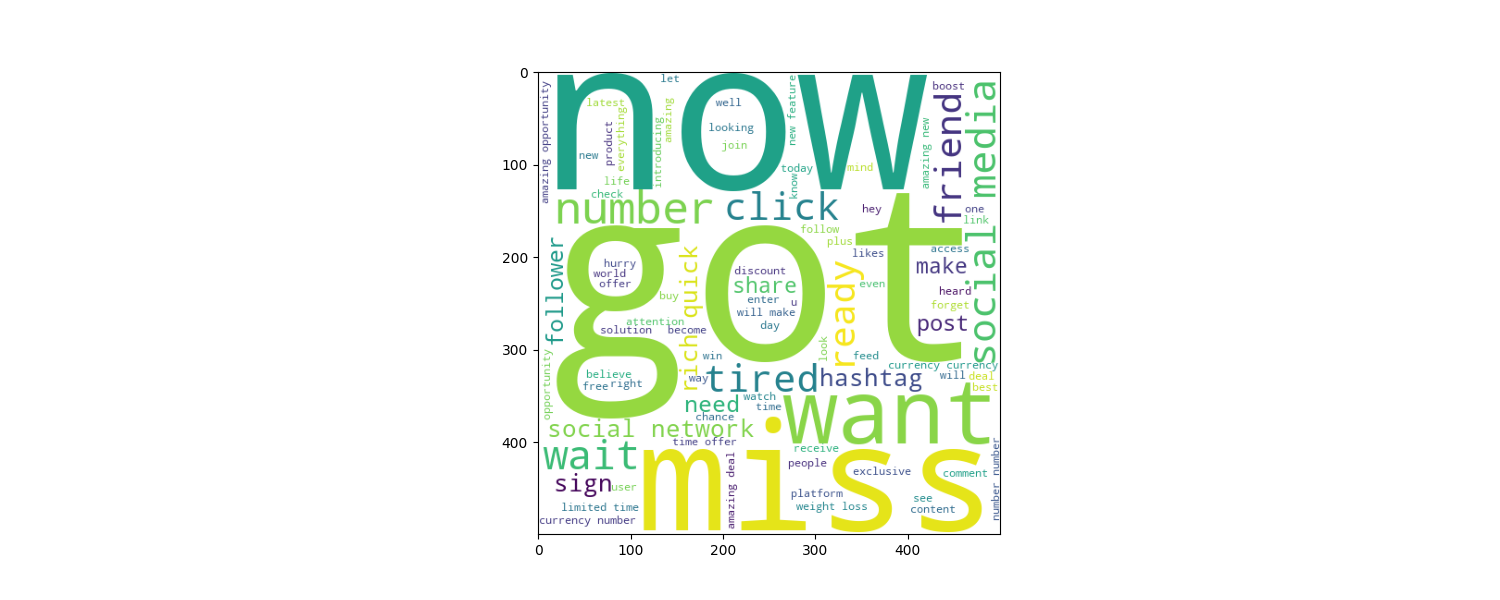 0
100
200
300
400
0
100
200
300
400
now
let
latest
well
looking
join
new
product
everything
amazing
introducing
life
check
amazing opportunity
new feature
today
know
mind
amazing new
boost
friend
social media
number
click
hey
one
link
follow
plus
likes
access
make
heard
forget
post
even
ready
got
hurry
world
offer
buy
attention
solution
become
follower
rich quick
discount
share
enter
u
will make
day
look
win
way
feed
currency currency
will
deal
best
believe
free
right
opportunity
tired
hashtag
need
watch
time
chance
want
social network
time offer
wait
sign
user
limited time
currency number
miss
amazing deal
receive
people
exclusive
comment
platform
weight loss
see
content
number number